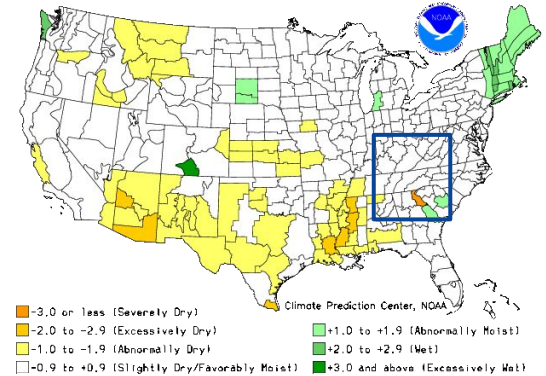 NOAA
Climate Prediction Center, NOAA
-3.0 or less (Severely Dry)
-2.0 to -2.9 (Excessively Dry)
-1.0 to -1.9 (Abnormally Dry)
-0.9 to +0.9 (Slightly Dry/Favorably Moist)
+1.0 to +1.9 (Abnormally Moist)
+2.0 to +2.9 (Wet)
+3.0 and above (Excessively Wet)